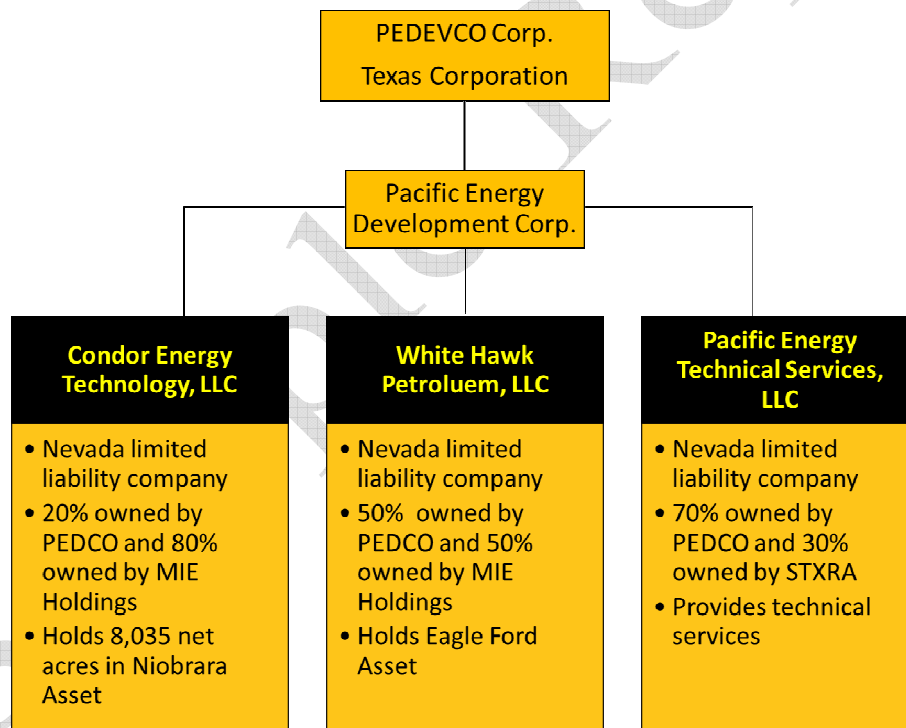 PEDEVCO Corp.
Texas Corporation
Pacific Energy
Development Corp.
Condor Energy
Technology, LLC
• Nevada limited
liability company
• 20% owned by
PEDCO and 80%
owned by MIE
Holdings
• Holds 8,035 net
acres in Niobrara
Asset
White Hawk
Petroluem, LLC
• Nevada limited
liability company
• 50% owned by
PEDCO and 50%
owned by MIE
Holdings
• Holds Eagle Ford
Asset
Pacific Energy
Technical Services,
LLC
• Nevada limited
liability company
• 70% owned by
PEDCO and 30%
owned by STXRA
• Provides technical
services